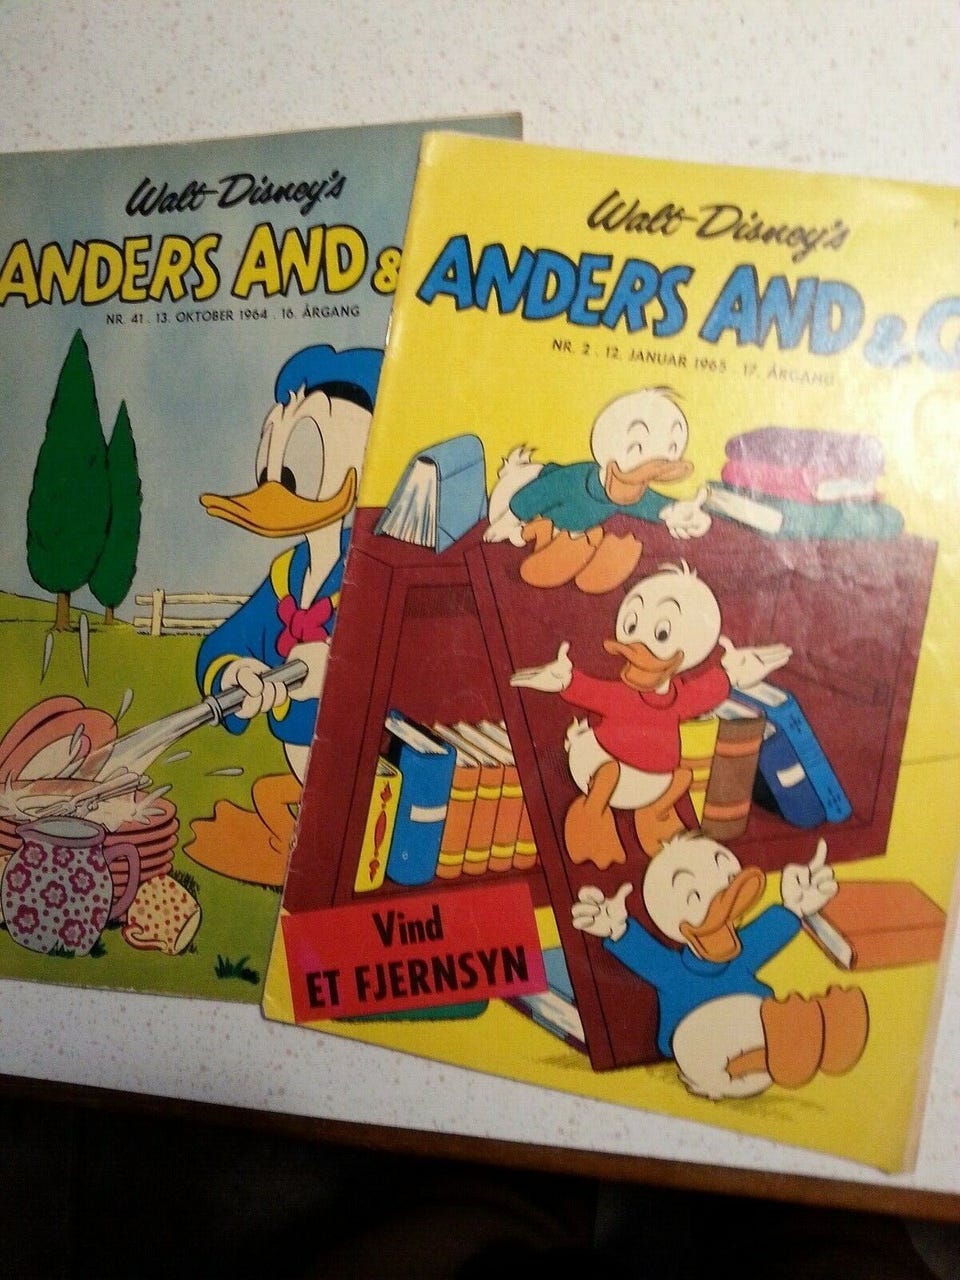 Walt Disney's
ANDERS AND &
NR. 41. 13. OKTOBER 1964. 16. ÅRGANG
Walt Disney's
ANDERS AND & C
NR. 2. 12. JANUAR 1965. 17. ÅRGANG
Vind
ET FJERNSYN